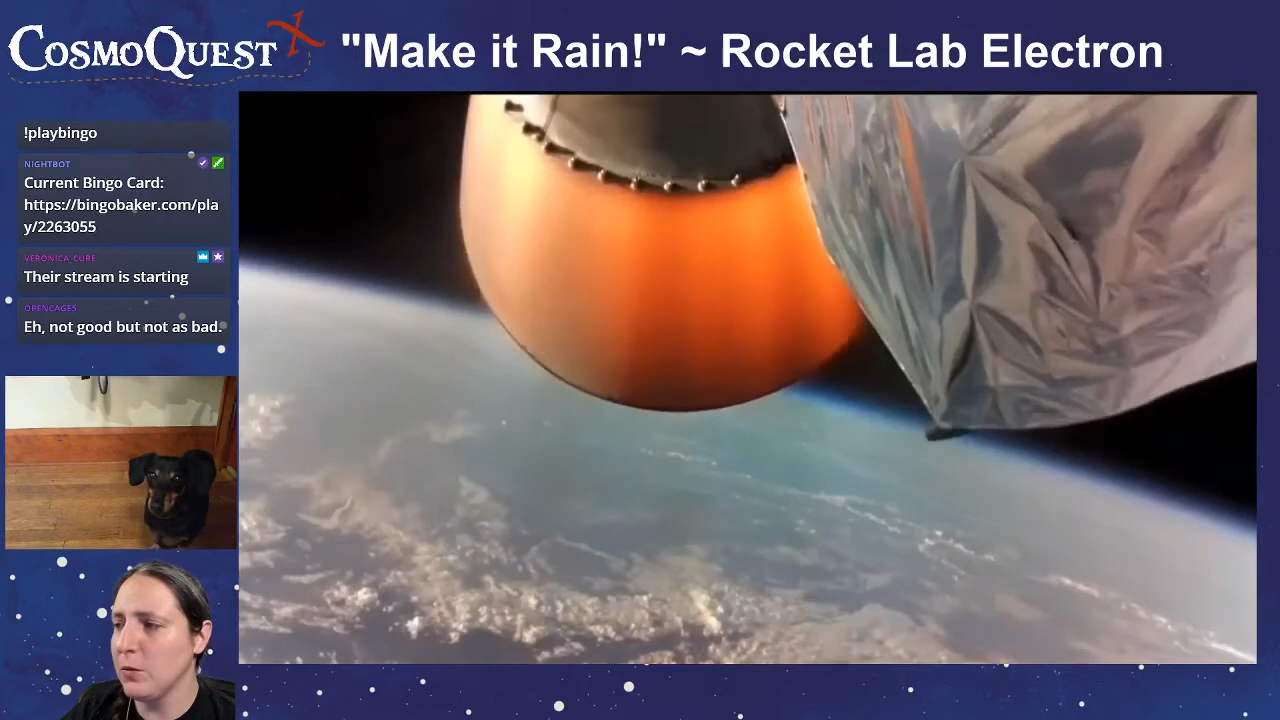 CosmoQuest X
"Make it Rain!" ~ Rocket Lab Electron
!playbingo
NIGHTBOT
Current Bingo Card:
https://bingobaker.com/pla
y/2263055
VERONICA_CURE
Their stream is starting
OPENCAGES
Eh, not good but not as bad.